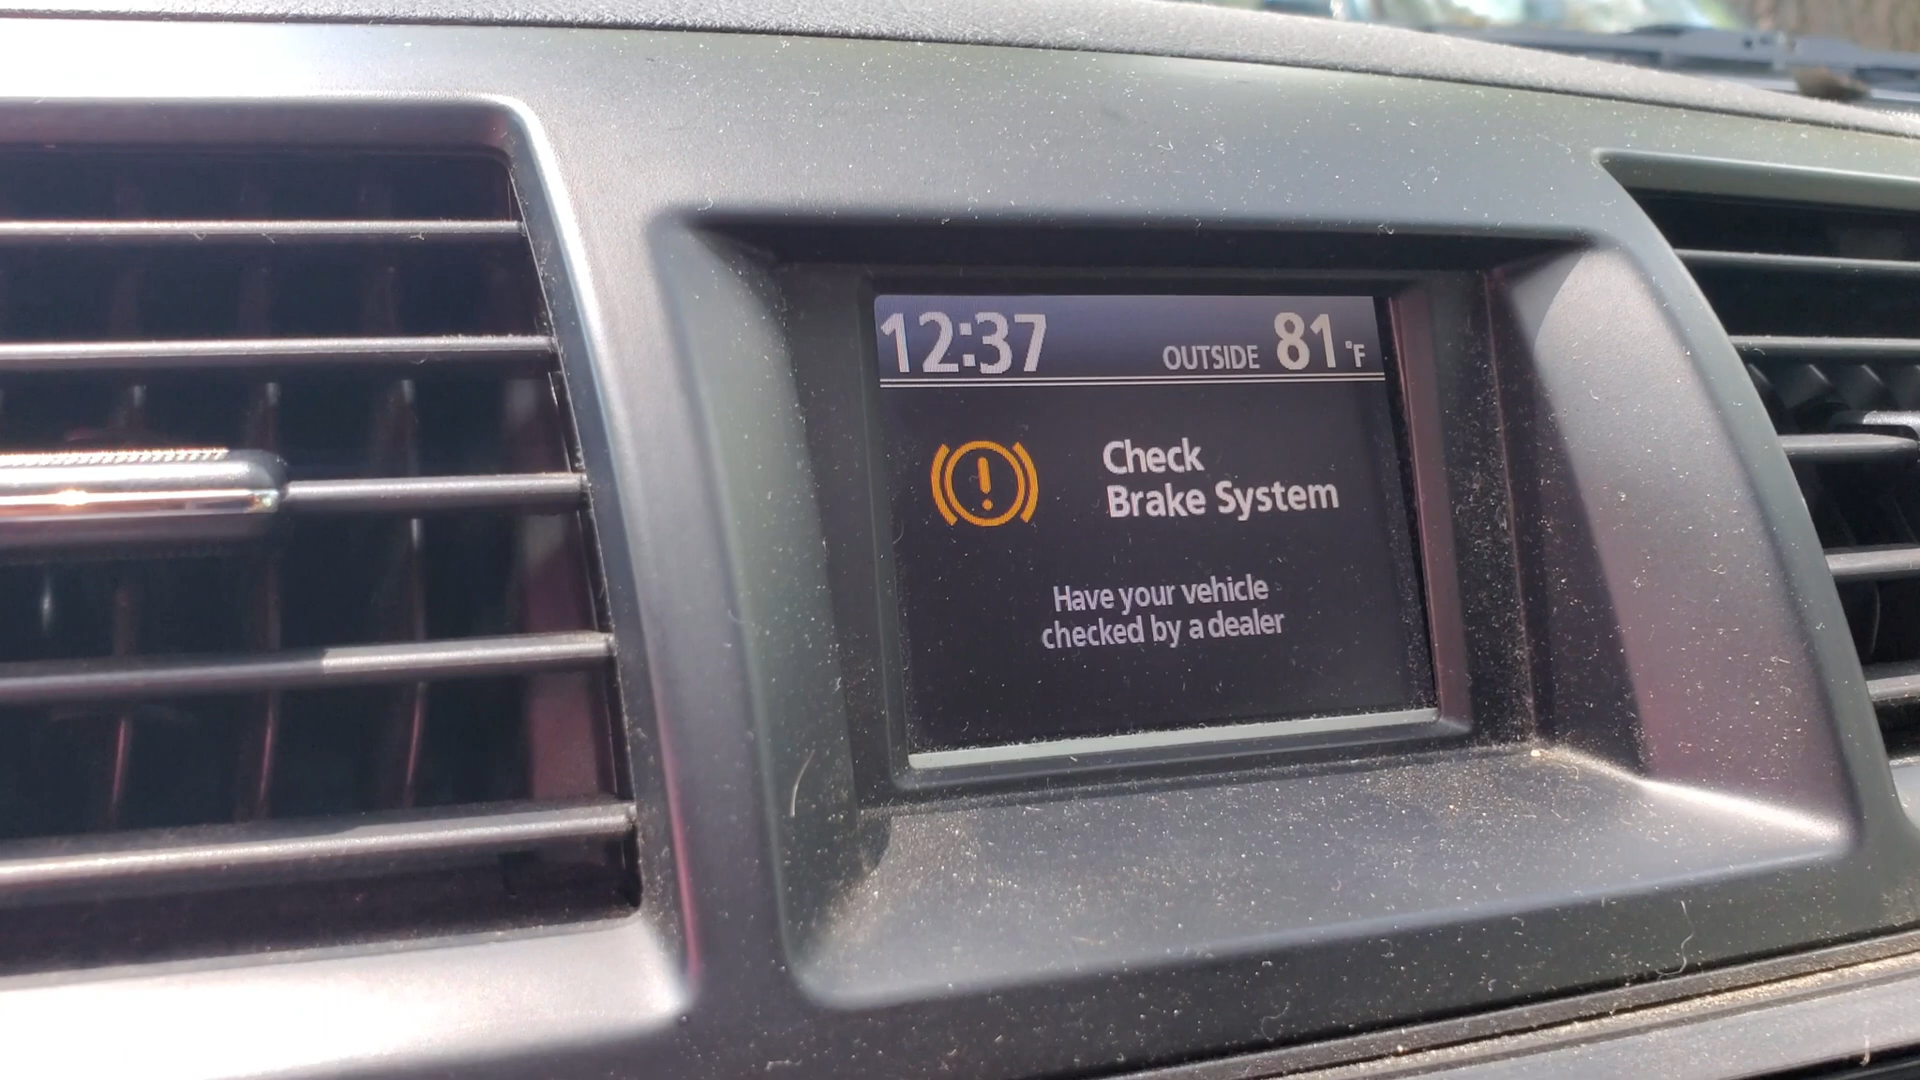 12:37 OUTSIDE 81°F
Check
Brake System
Have your vehicle
checked by a dealer